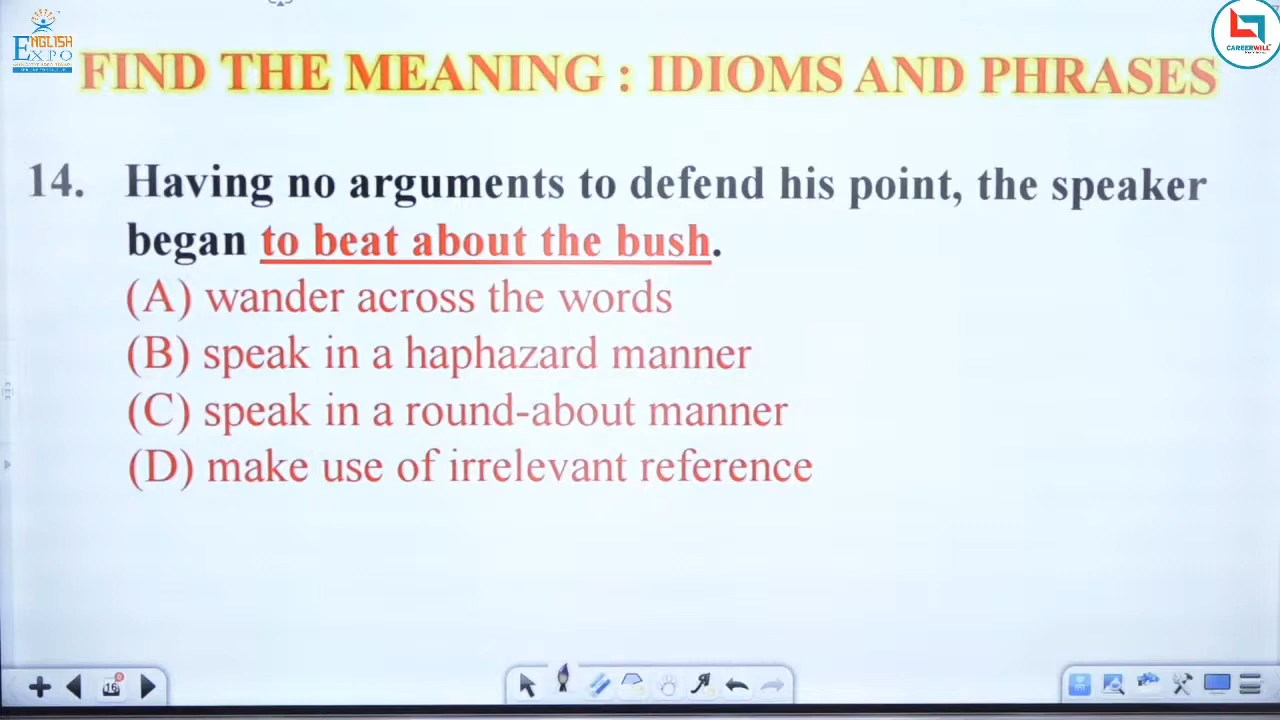 ENGLISH
EXPO
CAREERWILL
FIND THE MEANING : IDIOMS AND PHRASES
14. Having no arguments to defend his point, the speaker
began to beat about the bush.
(A) wander across the words
(B) speak in a haphazard manner
(C) speak in a round-about manner
(D) make use of irrelevant reference
16